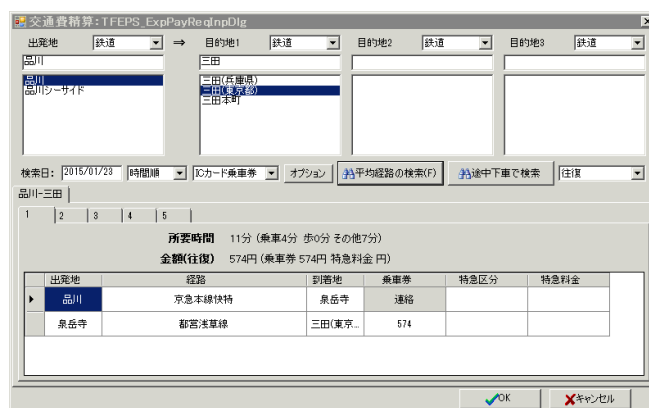 交通費精算:TFEPS_ExpPayReqInpDlg
出発地 鉄道 ⇒ 目的地1 鉄道 目的地2 鉄道 目的地3 鉄道
品川 三田
品川 三田(兵庫県)
品川シーサイド 三田(東京都)
三田本町
検索日: 2015/01/23 時間順 ICカード乗車券 オプション 平均経路の検索(F) 途中下車で検索 往復
品川-三田
1 2 3 4 5
所要時間 11分 (乗車4分 歩0分 その他7分)
金額(往復) 574円 (乗車券 574円 特急料金 円)
出発地 経路 到着地 乗車券 特急区分 特急料金
品川 京急本線快特 泉岳寺 連絡
泉岳寺 都営浅草線 三田(東京... 574
OK キャンセル